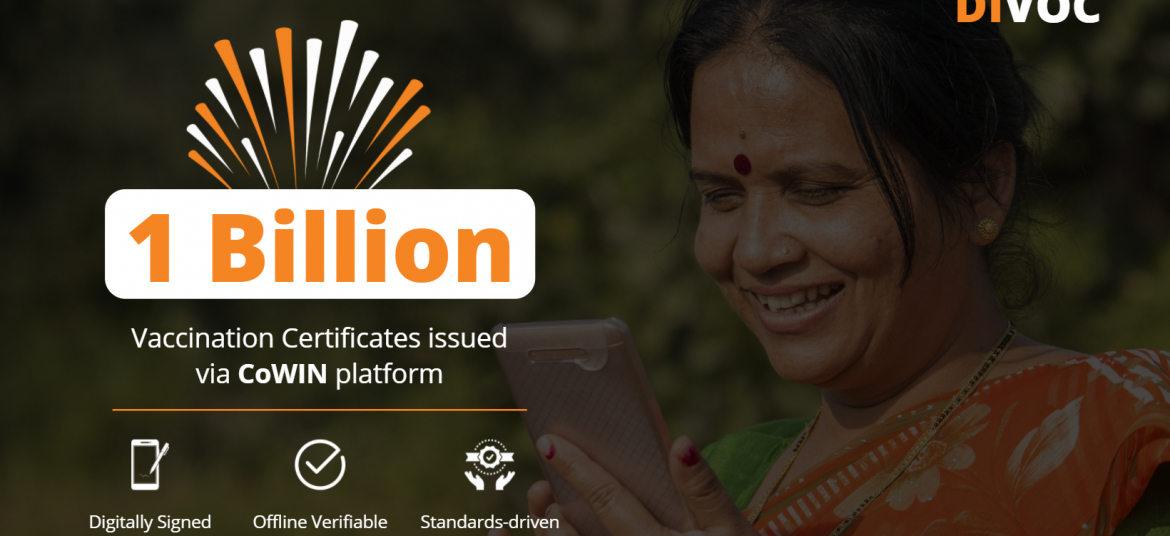 DIVOC
1 Billion
Vaccination Certificates issued
via CoWIN platform
Digitally Signed
Offline Verifiable
Standards-driven